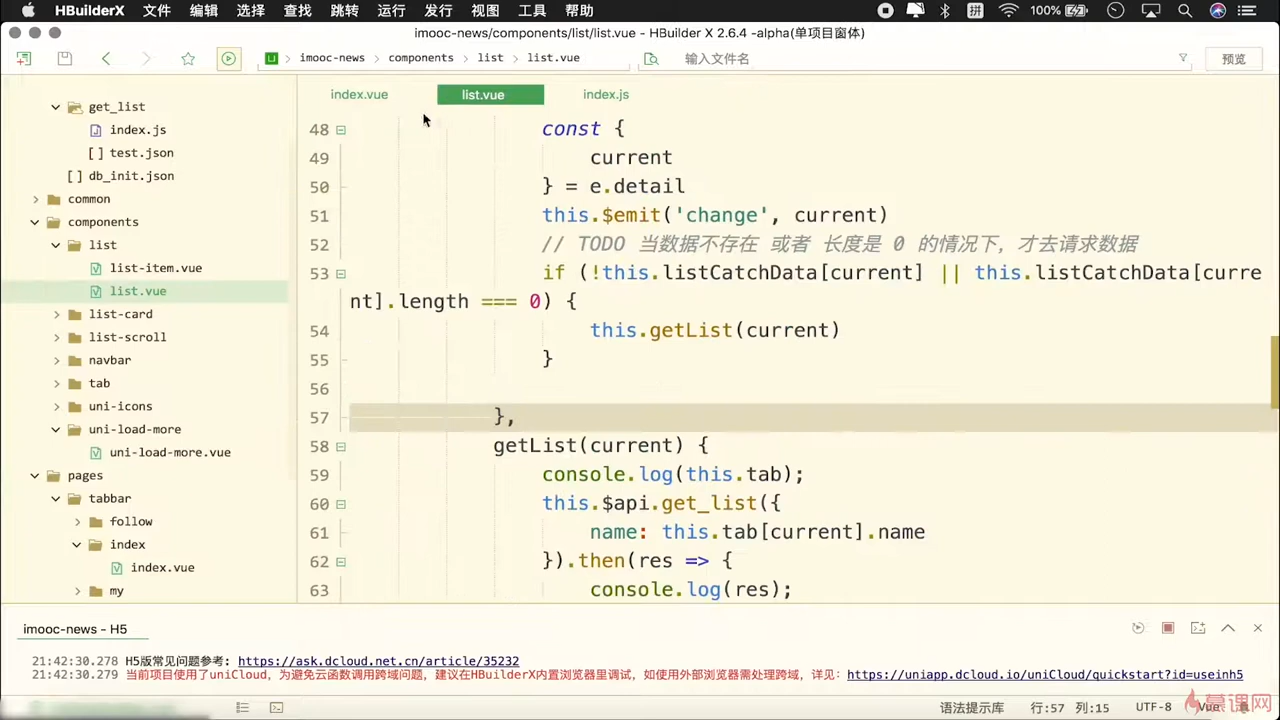 HBuilderX 文件 编辑 选择 查找 跳转 运行 发行 视图 工具 帮助 拼 100%
imooc-news/components/list/list.vue - HBuilder X 2.6.4 -alpha(单项目窗体)
imooc-news components list list.vue 输入文件名 预览
index.vue list.vue index.js
get_list
index.js
[ ] test.json
[ ] db_init.json
common
components
list
list-item.vue
list.vue
list-card
list-scroll
navbar
tab
uni-icons
uni-load-more
uni-load-more.vue
pages
tabbar
follow
index
index.vue
my
48 const {
49 current
50 } = e.detail
51 this.$emit('change', current)
52 // TODO 当数据不存在 或者 长度是 0 的情况下，才去请求数据
53 if (!this.listCatchData[current] || this.listCatchData[curre
nt].length === 0) {
54 this.getList(current)
55 }
56
57 },
58 getList(current) {
59 console.log(this.tab);
60 this.$api.get_list({
61 name: this.tab[current].name
62 }).then(res => {
63 console.log(res);
imooc-news - H5
21:42:30.278 H5版常见问题参考: https://ask.dcloud.net.cn/article/35232
21:42:30.279 当前项目使用了uniCloud，为避免云函数调用跨域问题，建议在HBuilderX内置浏览器里调试，如使用外部浏览器需处理跨域，详见: https://uniapp.dcloud.io/uniCloud/quickstart?id=useinh5
语法提示库 行:57 列:15 UTF-8 Vue
慕课网